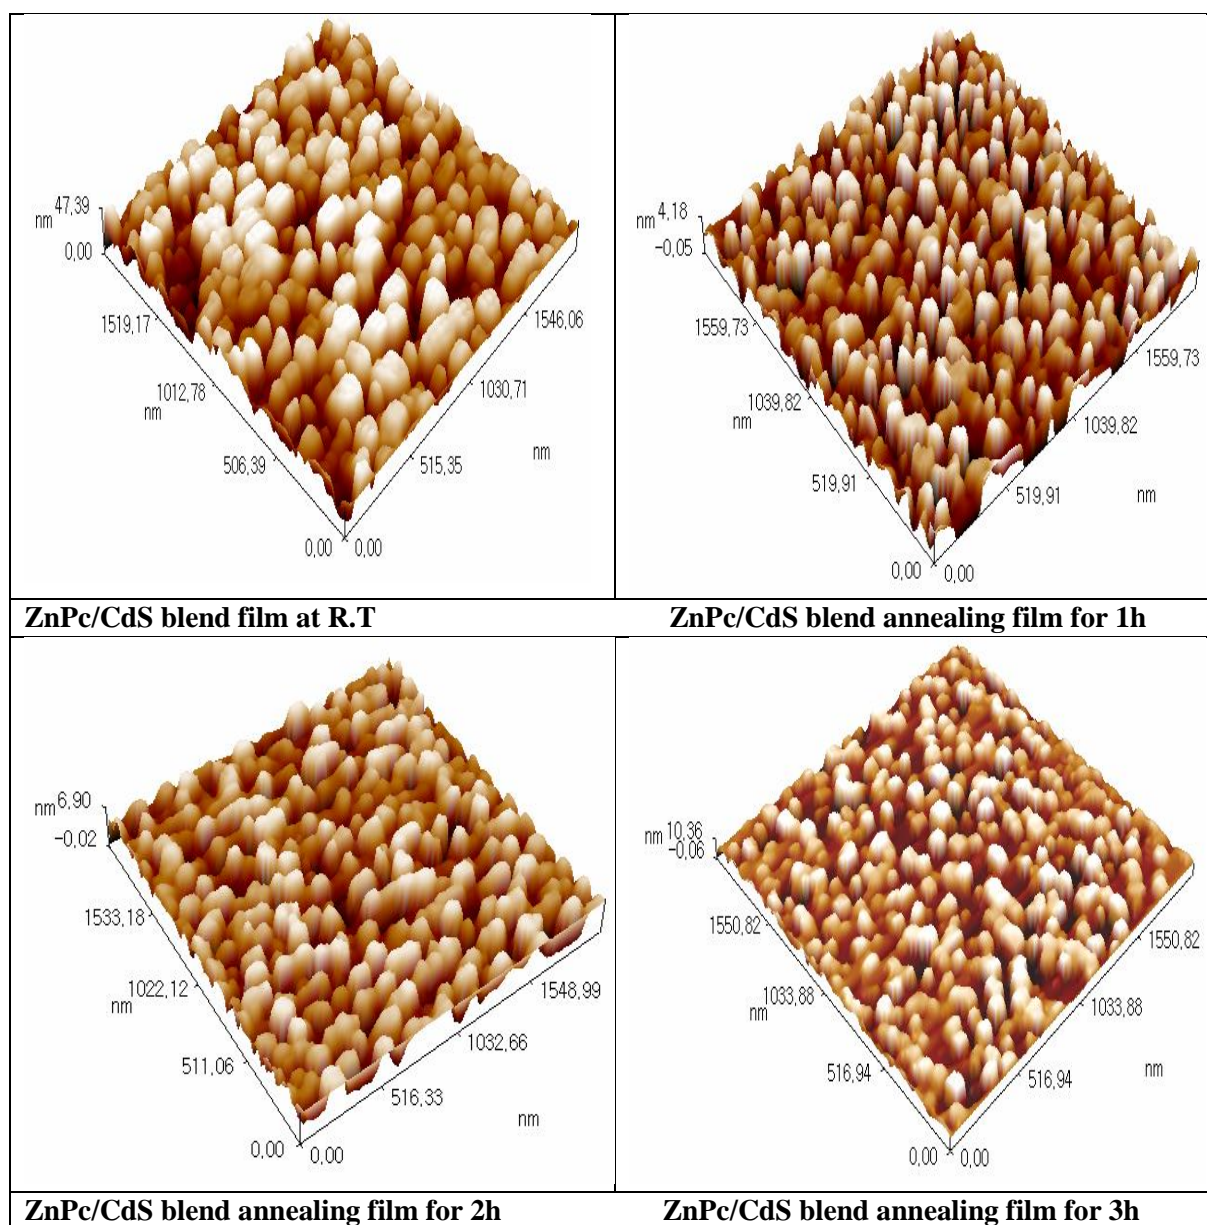 nm 47,39
0,00
1519,17
1012,78
nm
506,39
0,00
0,00
515,35
nm
1030,71
1546,06
nm 4,18
-0,05
1559,73
1039,82
nm
519,91
0,00
0,00
519,91
nm
1039,82
1559,73
ZnPc/CdS blend film at R.T
ZnPc/CdS blend annealing film for 1h
nm 6,90
-0,02
1533,18
1022,12
nm
511,06
0,00
0,00
516,33
nm
1032,66
1548,99
nm 10,36
-0,06
1550,82
1033,88
nm
516,94
0,00
0,00
516,94
nm
1033,88
1550,82
ZnPc/CdS blend annealing film for 2h
ZnPc/CdS blend annealing film for 3h